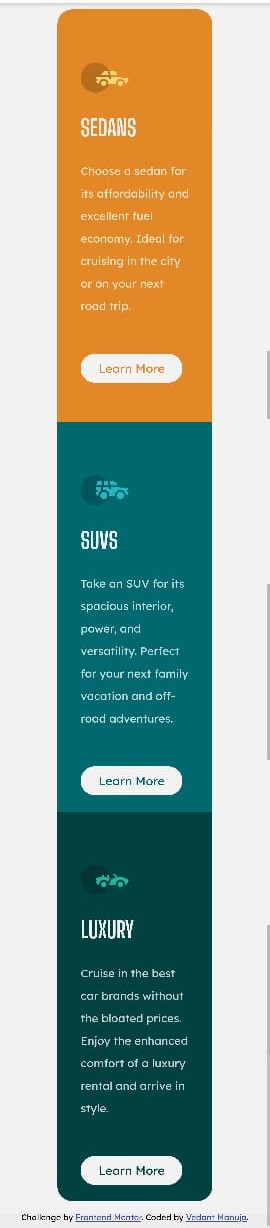 SEDANS
Choose a sedan for
its affordability and
excellent fuel
economy. Ideal for
cruising in the city
or on your next
road trip.
Learn More
SUVS
Take an SUV for its
spacious interior,
power, and
versatility. Perfect
for your next family
vacation and off-
road adventures.
Learn More
LUXURY
Cruise in the best
car brands without
the bloated prices.
Enjoy the enhanced
comfort of a luxury
rental and arrive in
style.
Learn More
Challenge by Frontend Mentor. Coded by Vedant Manuja.